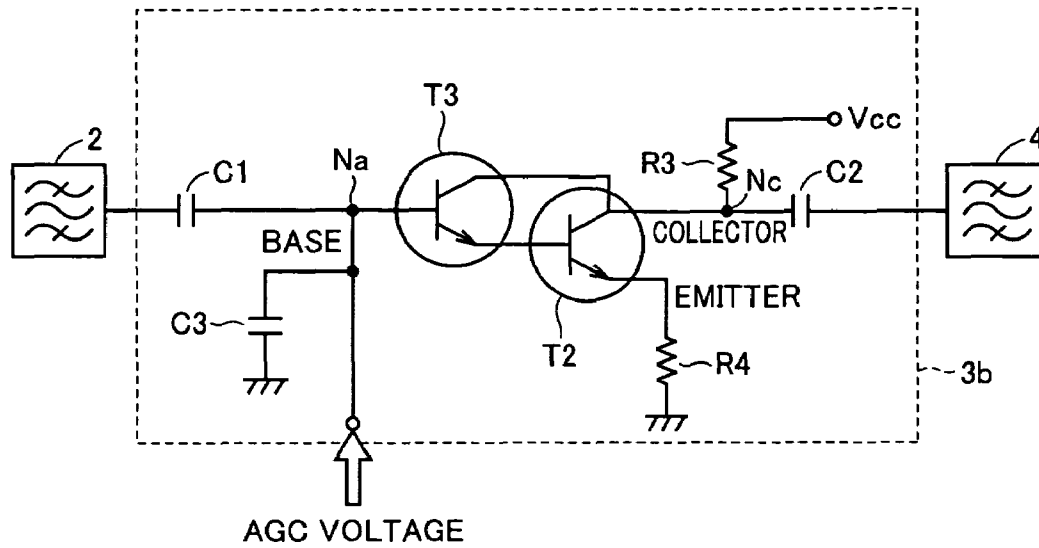 T3
Vcc
2
4
C1
Na
R3
Nc
C2
BASE
COLLECTOR
EMITTER
C3
T2
R4
3b
AGC VOLTAGE